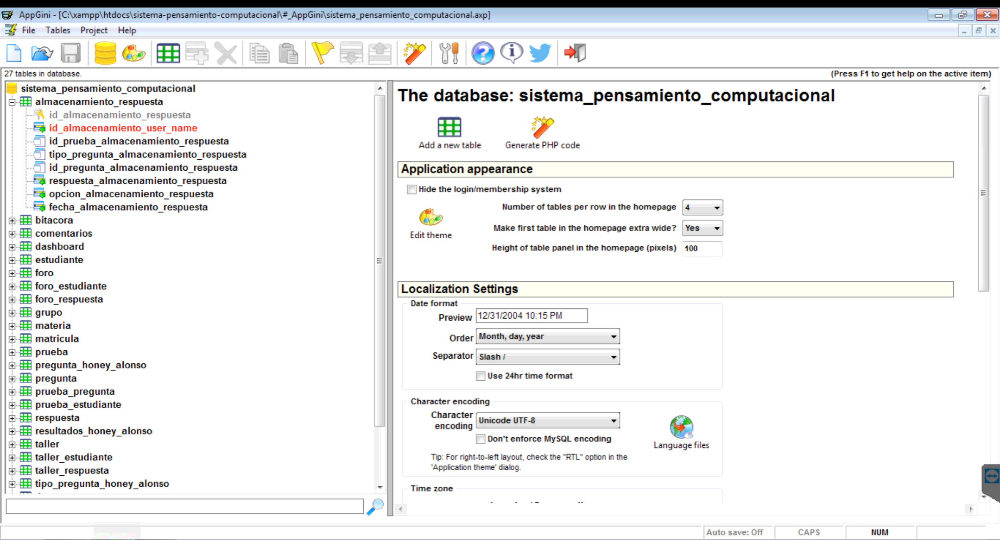 AppGini - [C:\xampp\htdocs\sistema-pensamiento-computacional\#_AppGini\sistema_pensamiento_computacional.axp]
File Tables Project Help
27 tables in database.
(Press F1 to get help on the active item)
sistema_pensamiento_computacional
almacenamiento_respuesta
id_almacenamiento_respuesta
id_almacenamiento_user_name
id_prueba_almacenamiento_respuesta
tipo_pregunta_almacenamiento_respuesta
id_pregunta_almacenamiento_respuesta
respuesta_almacenamiento_respuesta
opcion_almacenamiento_respuesta
fecha_almacenamiento_respuesta
bitacora
comentarios
dashboard
estudiante
foro
foro_estudiante
foro_respuesta
grupo
materia
matricula
prueba
pregunta_honey_alonso
pregunta
prueba_pregunta
prueba_estudiante
respuesta
resultados_honey_alonso
taller
taller_estudiante
taller_respuesta
tipo_pregunta_honey_alonso
The database: sistema_pensamiento_computacional
Add a new table
Generate PHP code
Application appearance
Hide the login/membership system
Number of tables per row in the homepage 4
Edit theme
Make first table in the homepage extra wide? Yes
Height of table panel in the homepage (pixels) 100
Localization Settings
Date format
Preview 12/31/2004 10:15 PM
Order Month, day, year
Separator Slash /
Use 24hr time format
Character encoding
Character encoding Unicode UTF-8
Don't enforce MySQL encoding
Language files
Tip: For right-to-left layout, check the "RTL" option in the
'Application theme' dialog.
Time zone
Auto save: Off CAPS NUM